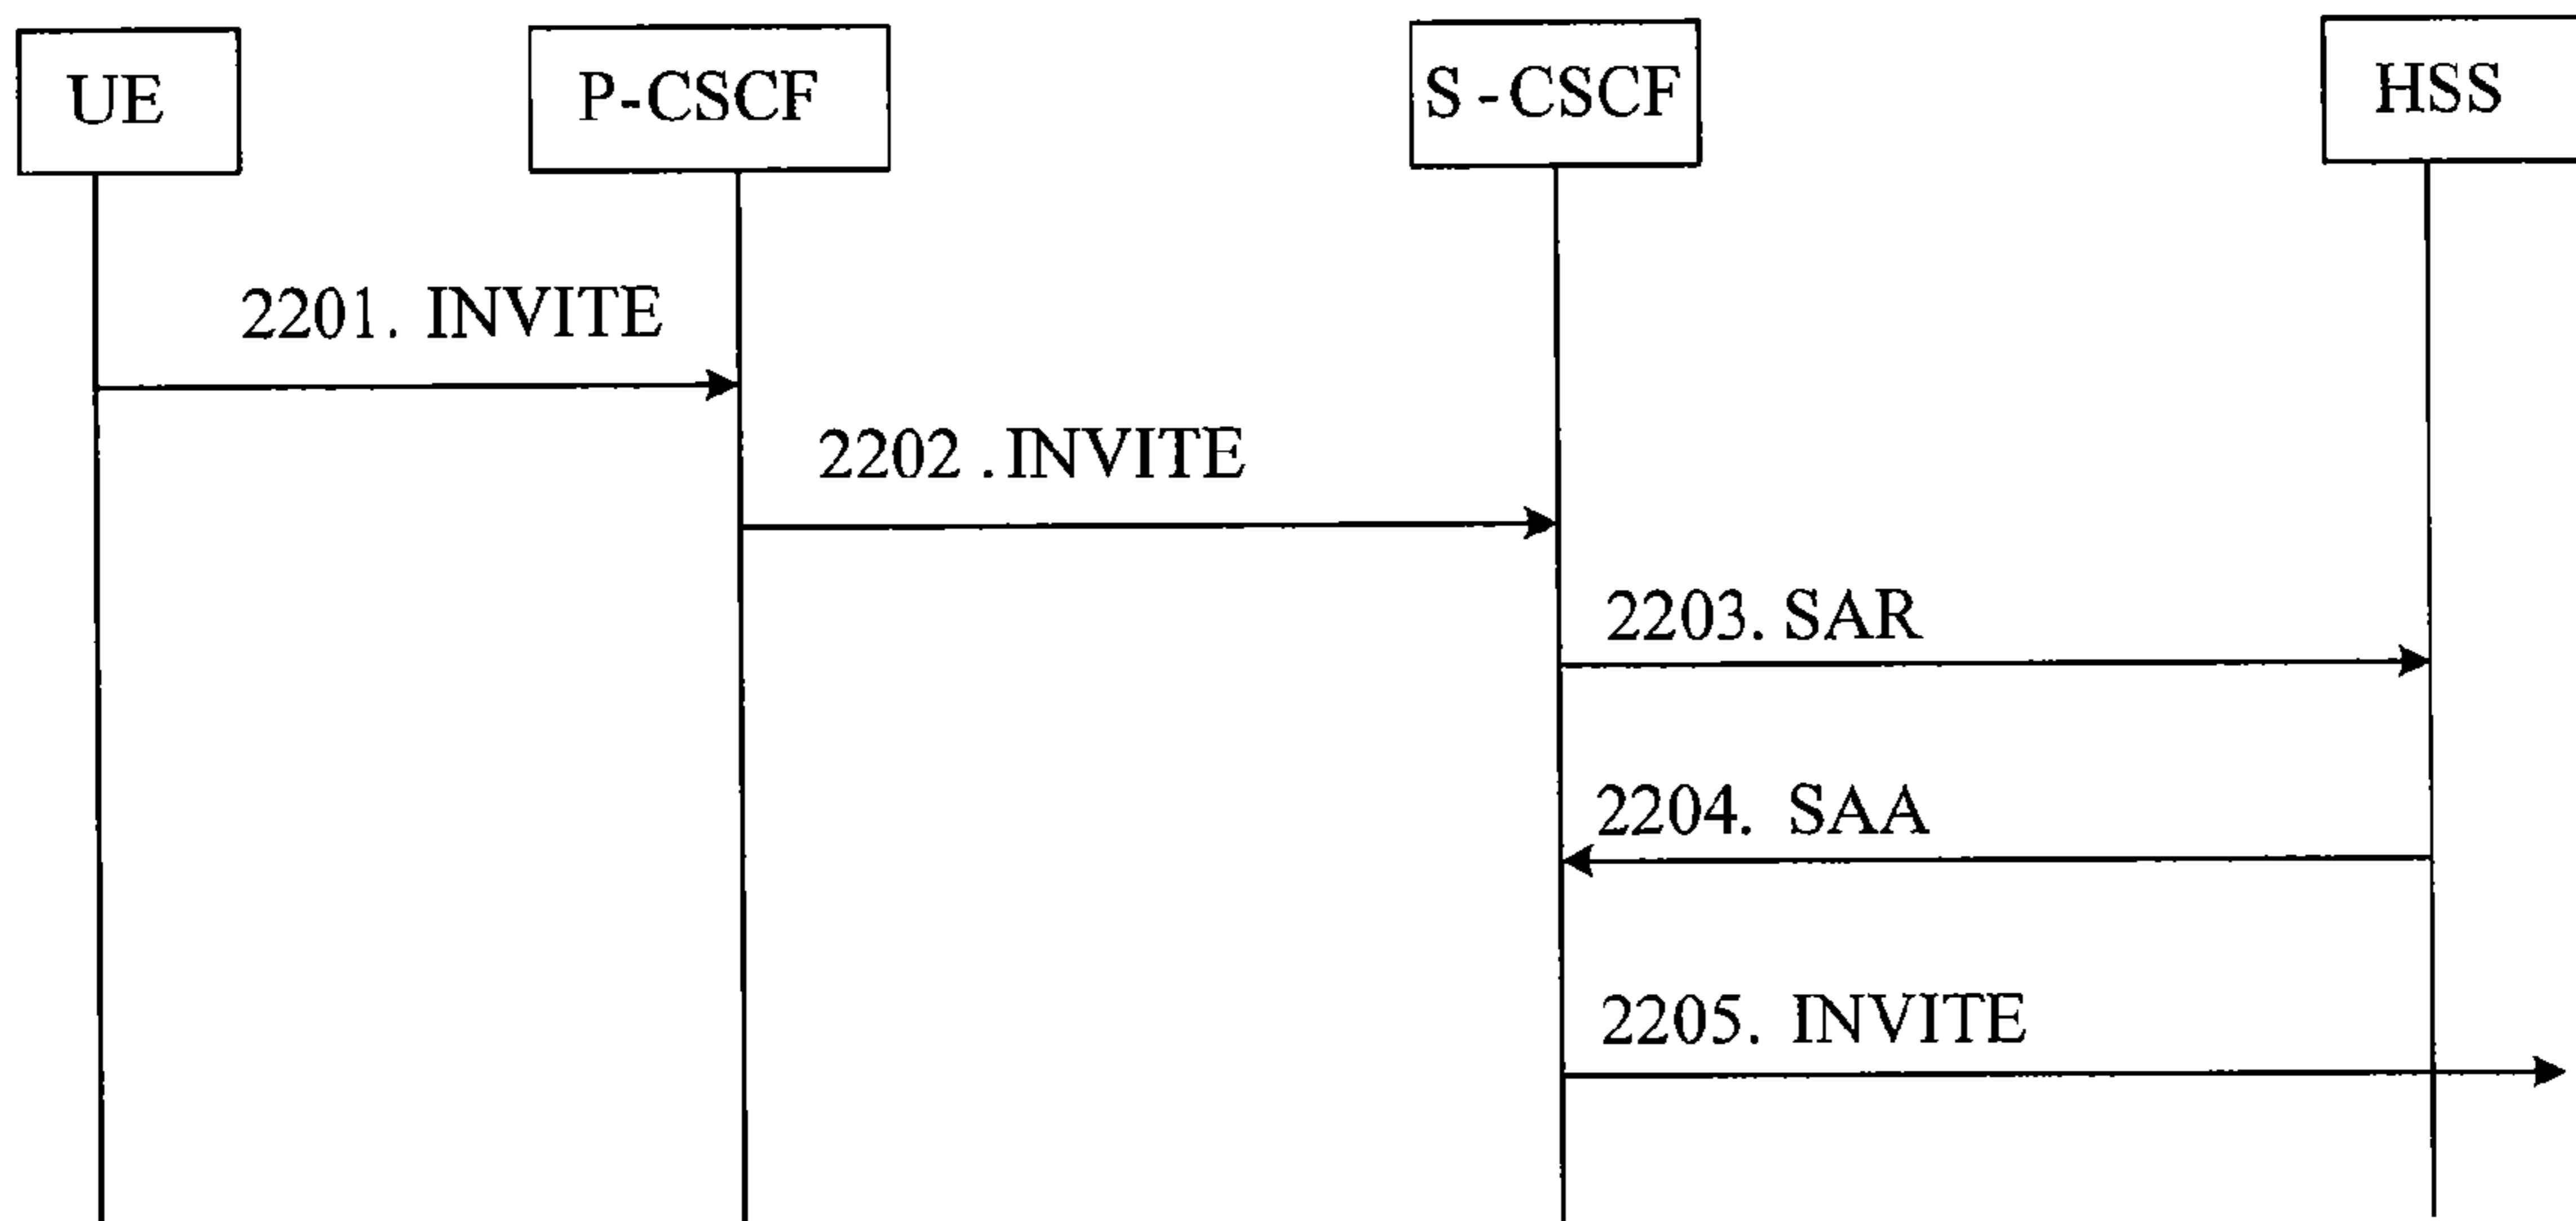 UE
P-CSCF
S-CSCF
HSS
2201. INVITE
2202 . INVITE
2203. SAR
2204. SAA
2205. INVITE